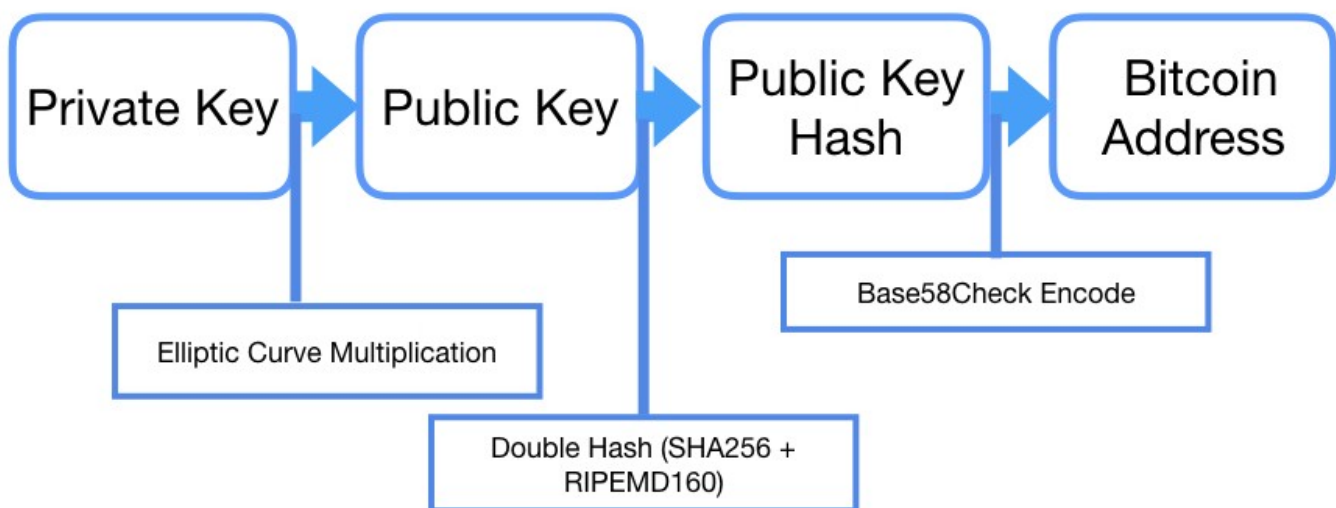 Private Key
Public Key
Public Key
Hash
Bitcoin
Address
Base58Check Encode
Elliptic Curve Multiplication
Double Hash (SHA256 +
RIPEMD160)